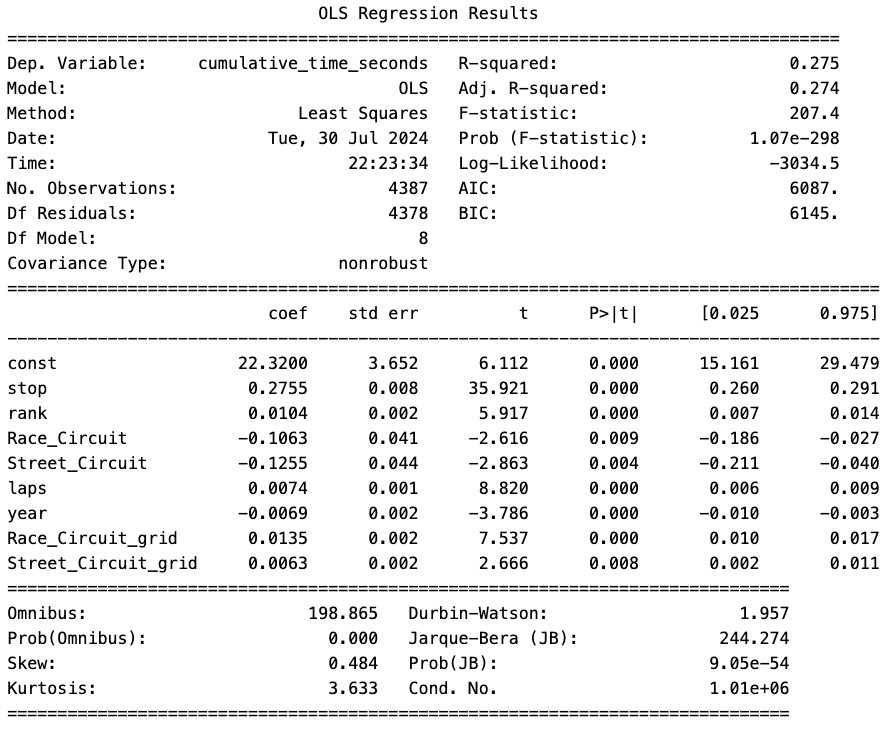 OLS Regression Results
==============================================================================
Dep. Variable: cumulative_time_seconds R-squared: 0.275
Model: OLS Adj. R-squared: 0.274
Method: Least Squares F-statistic: 207.4
Date: Tue, 30 Jul 2024 Prob (F-statistic): 1.07e-298
Time: 22:23:34 Log-Likelihood: -3034.5
No. Observations: 4387 AIC: 6087.
Df Residuals: 4378 BIC: 6145.
Df Model: 8
Covariance Type: nonrobust
==============================================================================
coef std err t P>|t| [0.025 0.975]
------------------------------------------------------------------------------
const 22.3200 3.652 6.112 0.000 15.161 29.479
stop 0.2755 0.008 35.921 0.000 0.260 0.291
rank 0.0104 0.002 5.917 0.000 0.007 0.014
Race_Circuit -0.1063 0.041 -2.616 0.009 -0.186 -0.027
Street_Circuit -0.1255 0.044 -2.863 0.004 -0.211 -0.040
laps 0.0074 0.001 8.820 0.000 0.006 0.009
year -0.0069 0.002 -3.786 0.000 -0.010 -0.003
Race_Circuit_grid 0.0135 0.002 7.537 0.000 0.010 0.017
Street_Circuit_grid 0.0063 0.002 2.666 0.008 0.002 0.011
==============================================================================
Omnibus: 198.865 Durbin-Watson: 1.957
Prob(Omnibus): 0.000 Jarque-Bera (JB): 244.274
Skew: 0.484 Prob(JB): 9.05e-54
Kurtosis: 3.633 Cond. No. 1.01e+06
==============================================================================